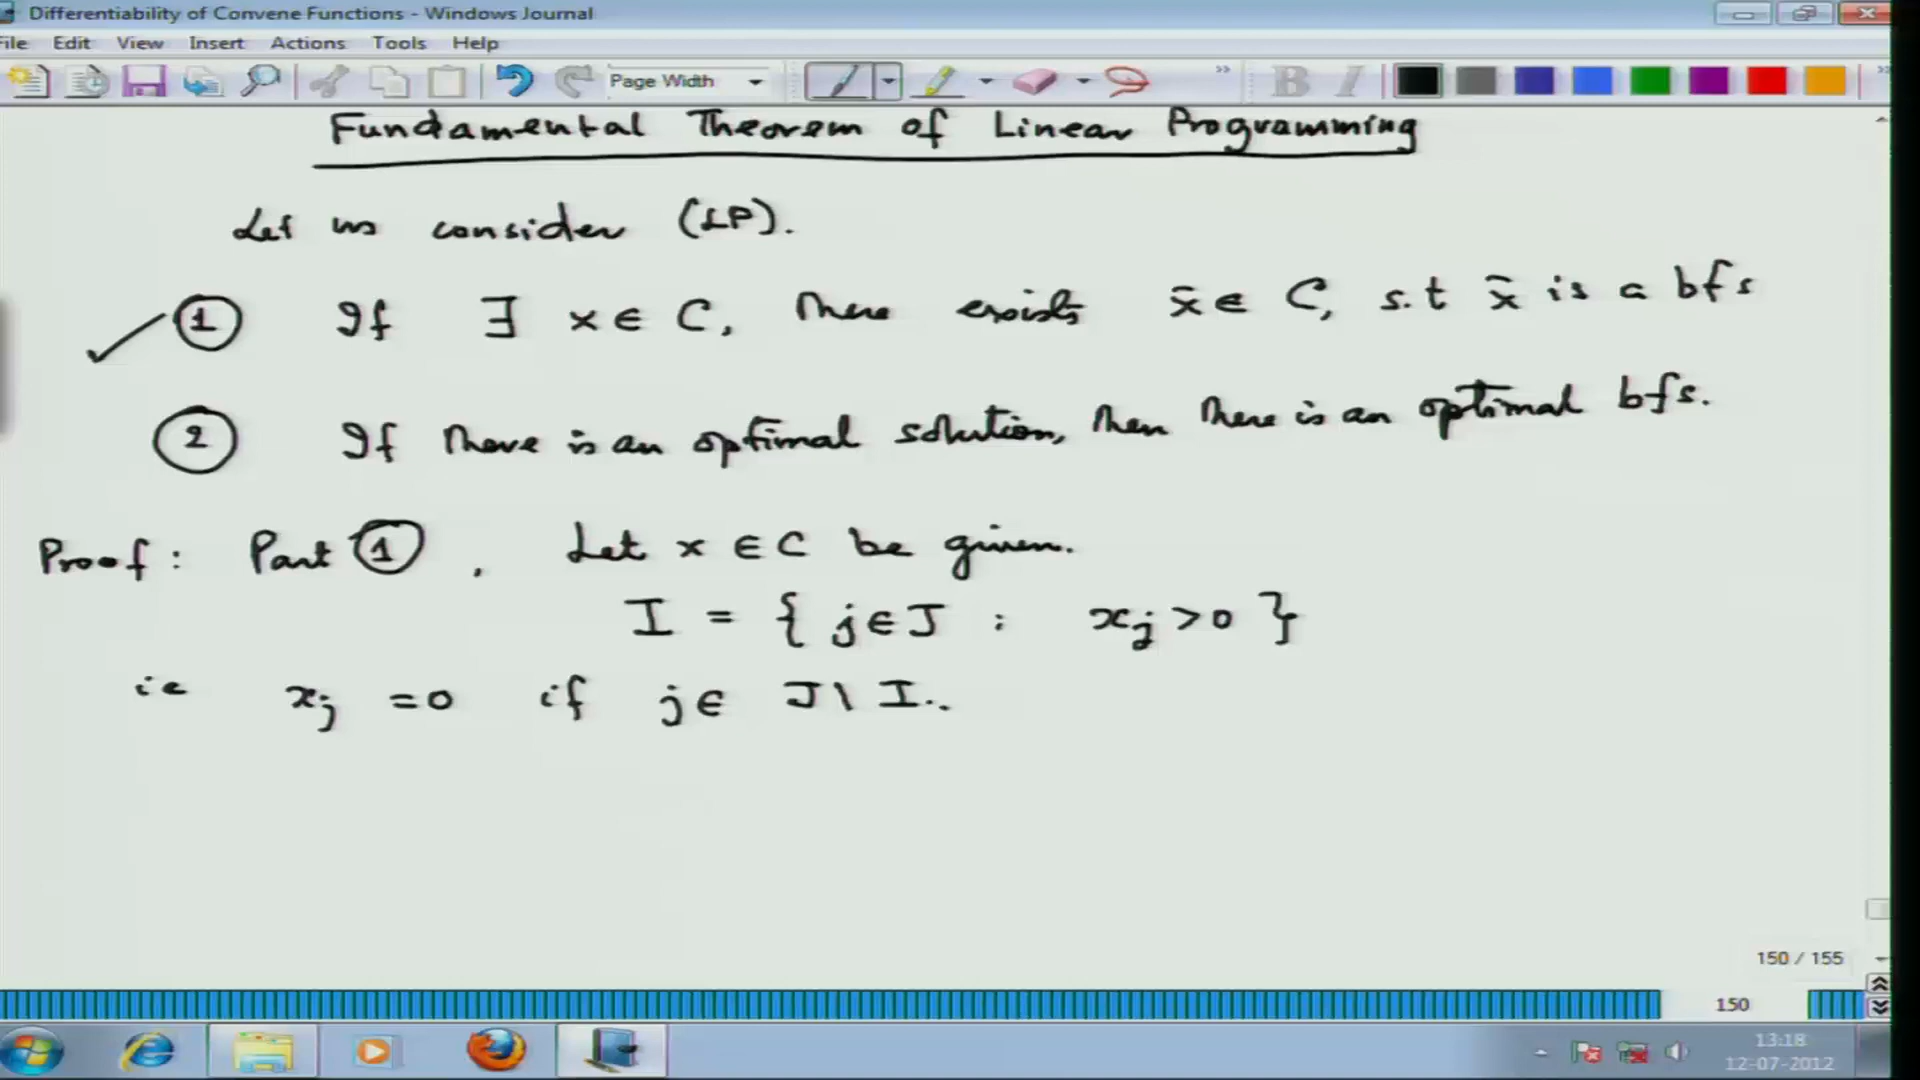 Differentiability of Convene Functions - Windows Journal
File Edit View Insert Actions Tools Help
Page Width B I
Fundamental Theorem of Linear Programming
Let us consider (LP).
1 If ∃ x ∈ C, there exists x̄ ∈ C, s.t x̄ is a bfs
2 If there is an optimal solution, then there is an optimal bfs.
Proof: Part 1, Let x ∈ C be given.
I = { j ∈ J : xj > 0 }
ie xj = 0 if j ∈ J \ I.
150 / 155
150
13:18
12-07-2012